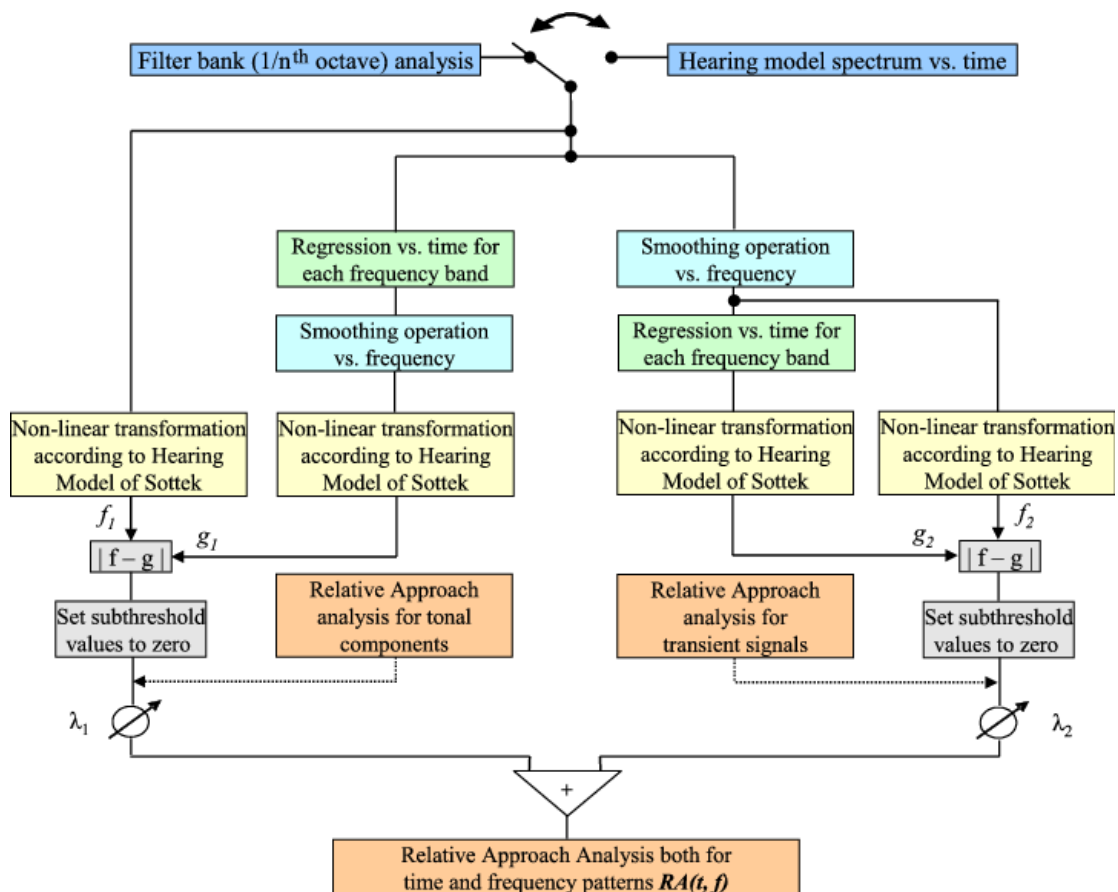 Filter bank (1/nth octave) analysis
Hearing model spectrum vs. time
Regression vs. time for
each frequency band
Smoothing operation
vs. frequency
Smoothing operation
vs. frequency
Regression vs. time for
each frequency band
Non-linear transformation
according to Hearing
Model of Sottek
Non-linear transformation
according to Hearing
Model of Sottek
Non-linear transformation
according to Hearing
Model of Sottek
Non-linear transformation
according to Hearing
Model of Sottek
f1
g1
g2
f2
| f – g |
| f – g |
Set subthreshold
values to zero
Relative Approach
analysis for tonal
components
Relative Approach
analysis for
transient signals
Set subthreshold
values to zero
λ1
λ2
+
Relative Approach Analysis both for
time and frequency patterns RA(t, f)